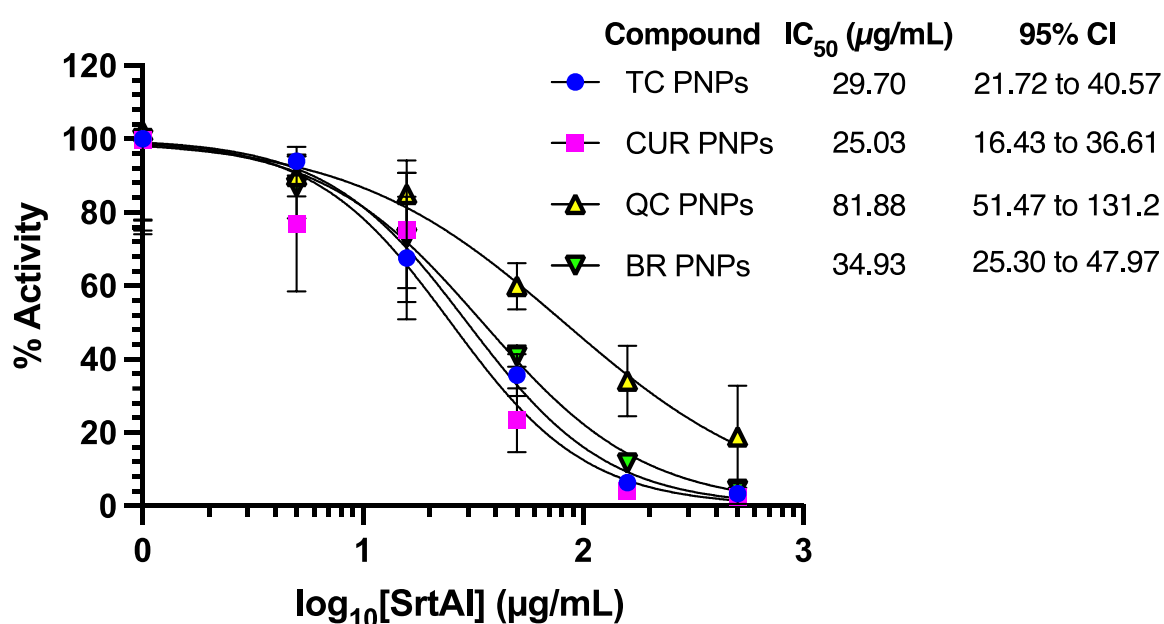 Compound IC50 (µg/mL) 95% CI
TC PNPs 29.70 21.72 to 40.57
CUR PNPs 25.03 16.43 to 36.61
QC PNPs 81.88 51.47 to 131.2
BR PNPs 34.93 25.30 to 47.97
% Activity
120
100
80
60
40
20
0
0 1 2 3
log10[SrtAI] (µg/mL)